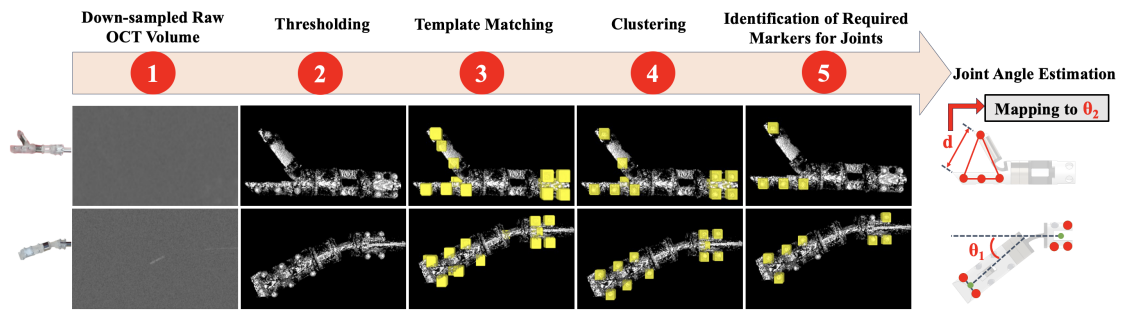 Down-sampled Raw
OCT Volume
Thresholding
Template Matching
Clustering
Identification of Required
Markers for Joints
1
2
3
4
5
Joint Angle Estimation
Mapping to θ₂
d
θ₁